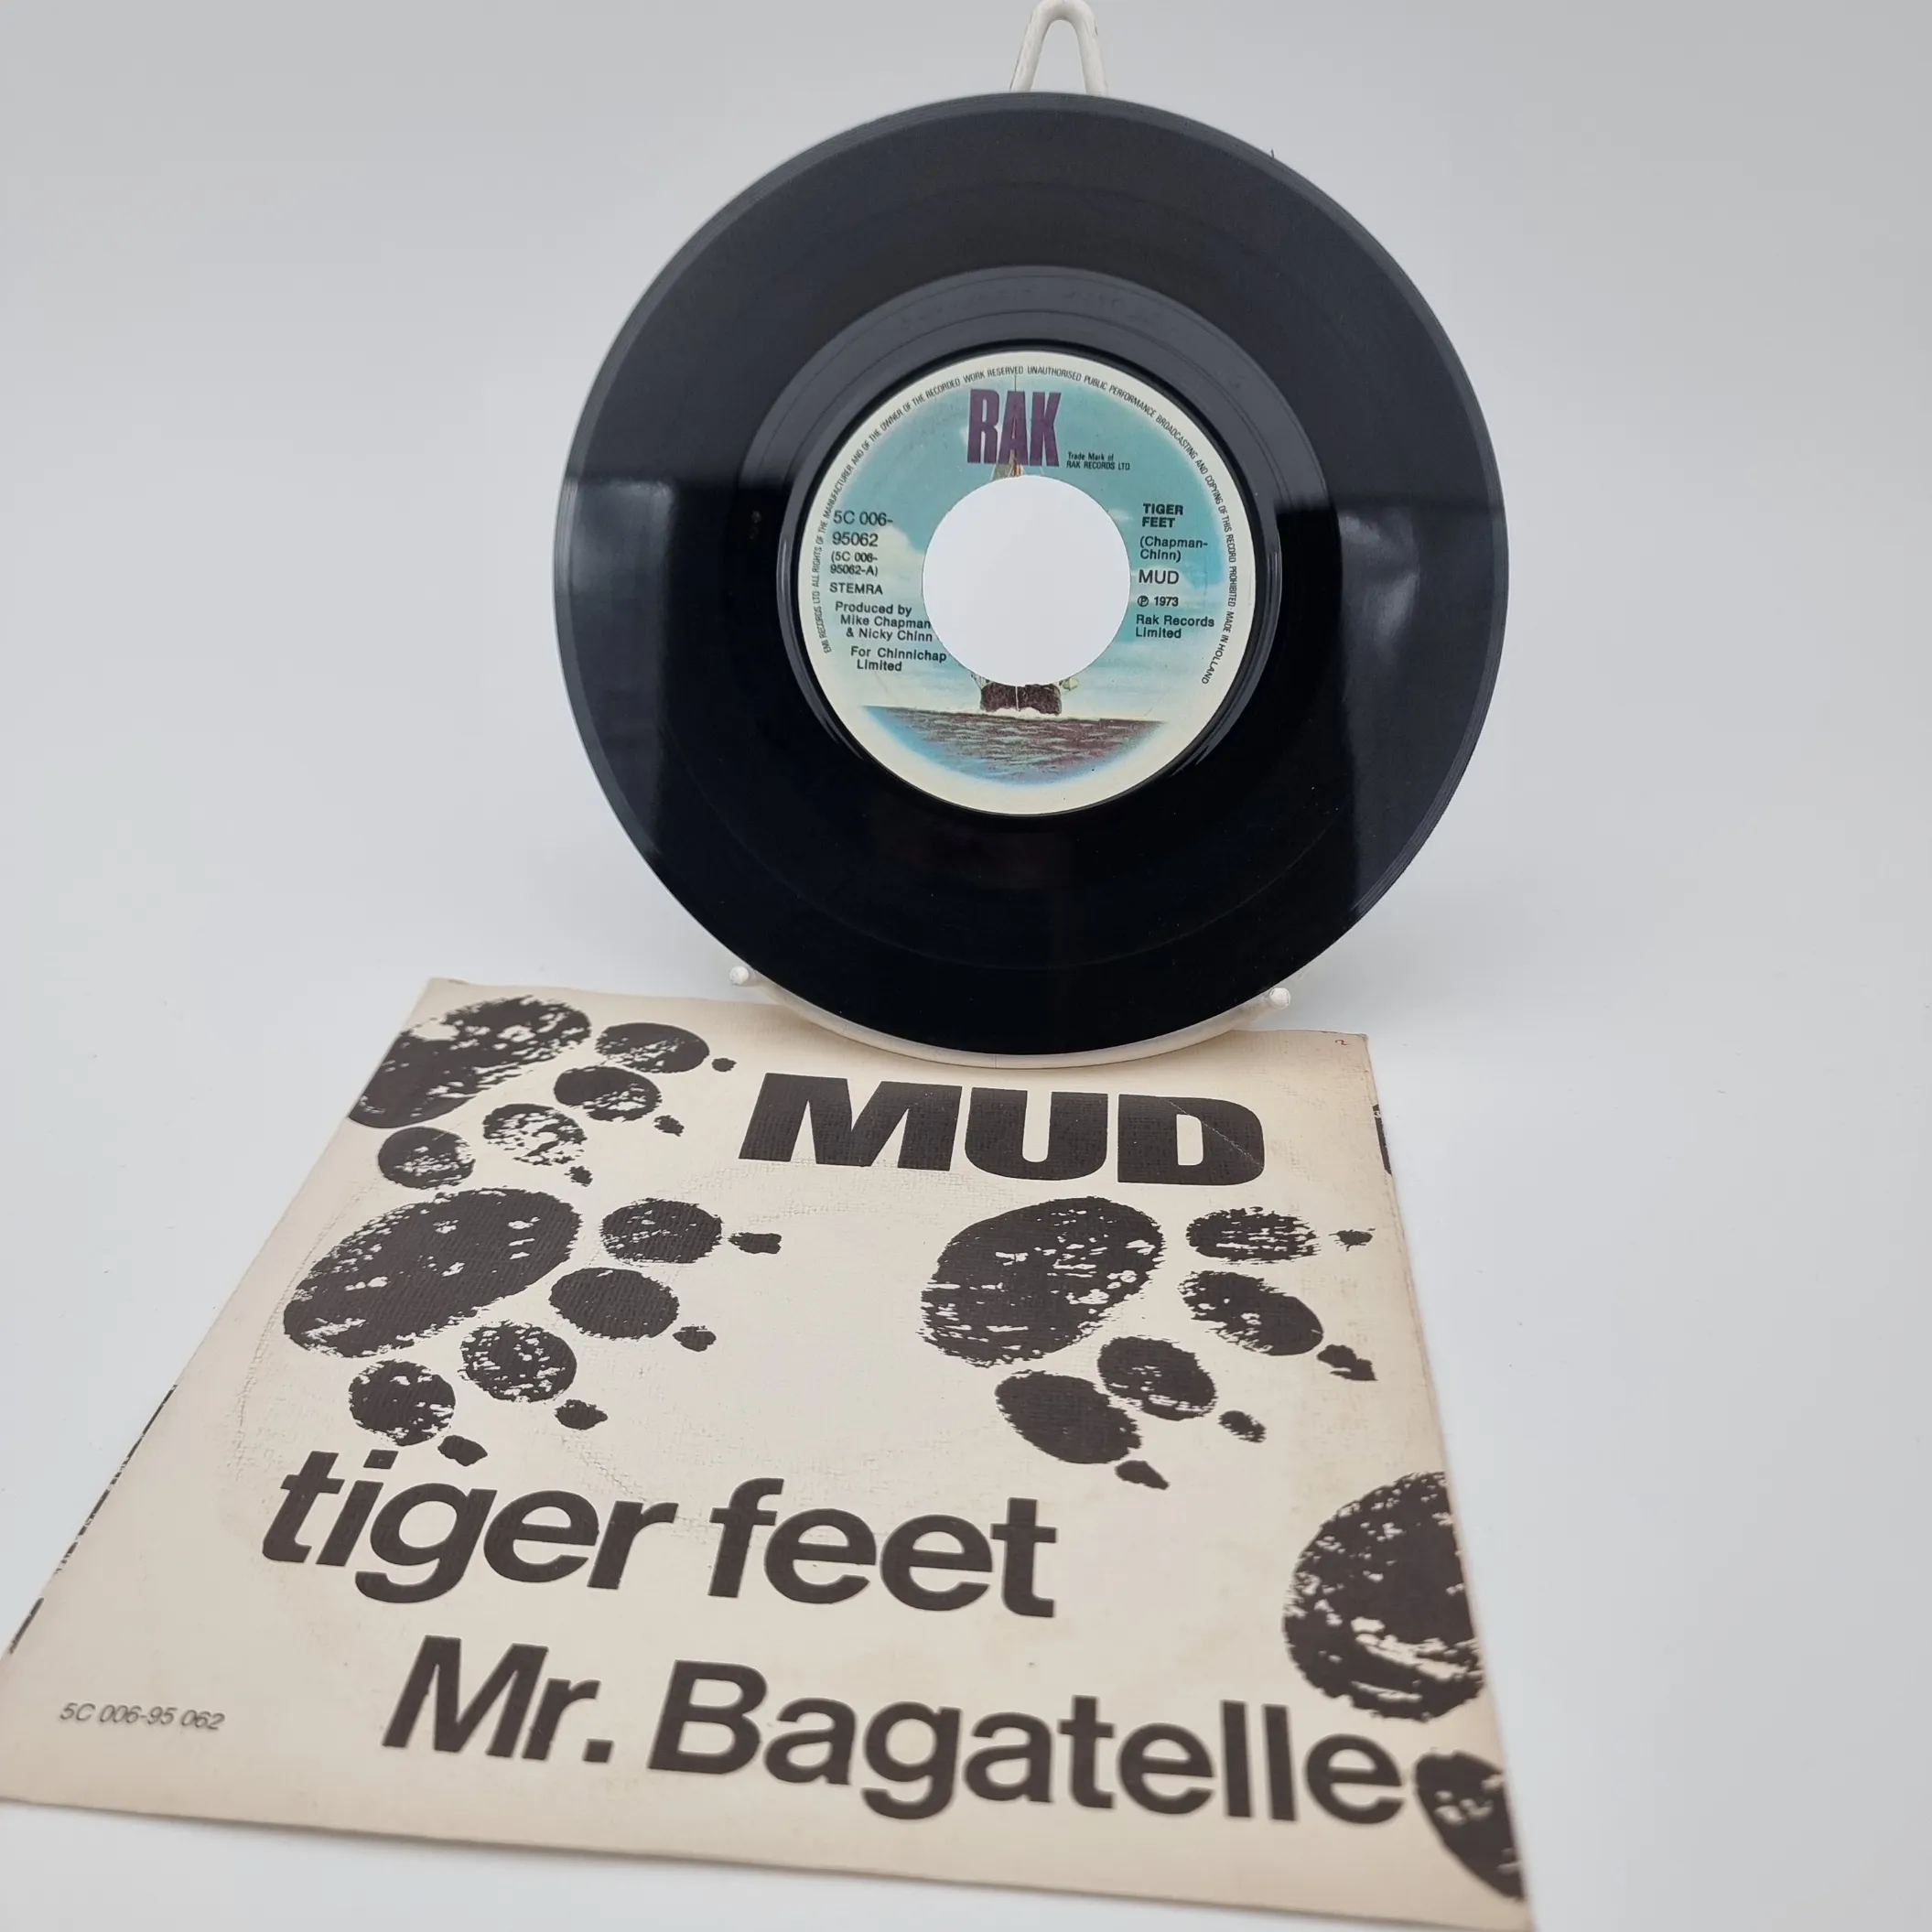 EMI RECORDS LTD ALL RIGHTS OF THE MANUFACTURER AND OF THE OWNER OF THE RECORDED WORK RESERVED UNAUTHORISED PUBLIC PERFORMANCE BROADCASTING AND COPYING OF THIS RECORD PROHIBITED · MADE IN HOLLAND
RAK
Trade Mark of
RAK RECORDS LTD
5C 006-
95062
(5C 006-
95062-A)
STEMRA
Produced by
Mike Chapman
& Nicky Chinn
For Chinnichap
Limited
TIGER
FEET
(Chapman-
Chinn)
MUD
℗ 1973
Rak Records
Limited
MUD
tiger feet
Mr. Bagatelle
5C 006-95 062